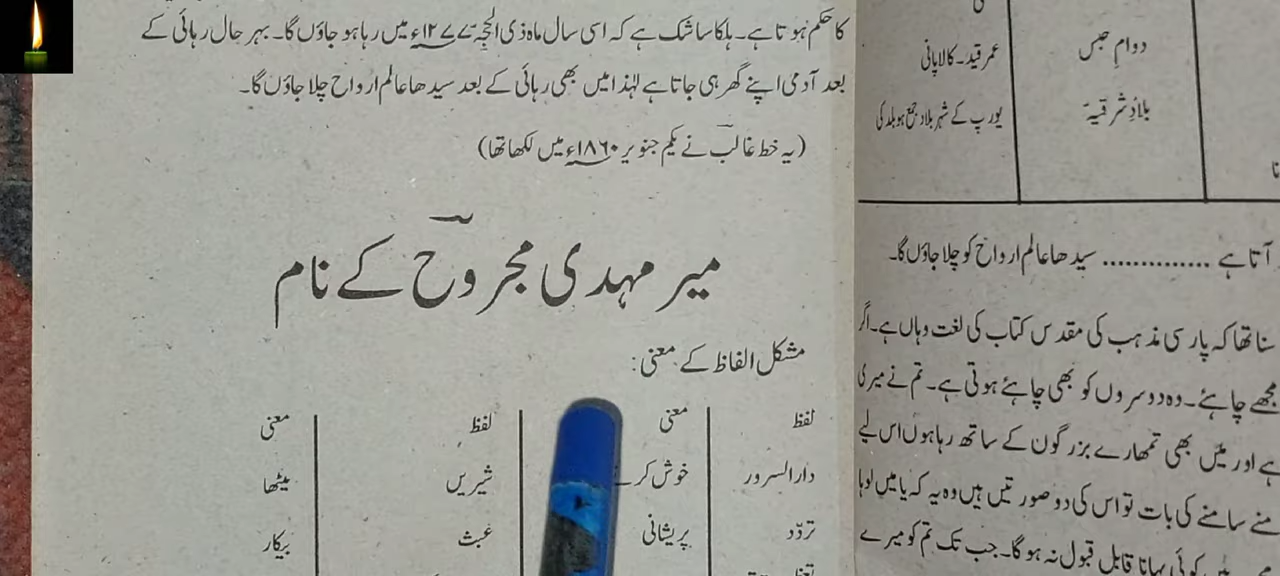 کا حکم ہوتا ہے۔ ہلکا سا شک ہے کہ اسی سال ماہ ذی الحجہ ۱۲۷۷ء میں رہا ہو جاؤں گا۔ بہر حال رہائی کے
بعد آدمی اپنے گھر ہی جاتا ہے لہٰذا میں بھی رہائی کے بعد سیدھا عالم ارواح چلا جاؤں گا۔
(یہ خط غالب نے یکم جنوری ۱۸۶۰ء میں لکھا تھا)
میر مہدی مجروح کے نام
مشکل الفاظ کے معنی:
لفظ معنی لفظ معنی
دارالسرور خوش کر شیریں میٹھا
تردّد پریشانی عبث بیکار
دوامِ حبس عمر قید۔ کالا پانی
بلادِ شرقیہ یورپ کے شہر بلاد جمع ہو بلد کی
آتا ہے .............. سیدھا عالم ارواح کو چلا جاؤں گا۔
سنا تھا کہ پارسی مذہب کی مقدس کتاب کی لغت وہاں ہے۔ اگر
مجھے چاہئے۔ وہ دوسروں کو بھی چاہئے ہوتی ہے۔ تم نے میری
ہے اور میں بھی تمھارے بزرگون کے ساتھ رہا ہوں اس لیے
منے سامنے کی بات تو اس کی دو صورتیں ہیں وہ یہ کہ یا میں لوہا
کوئی بہانا قابل قبول نہ ہو گا۔ جب تک تم کو میرے